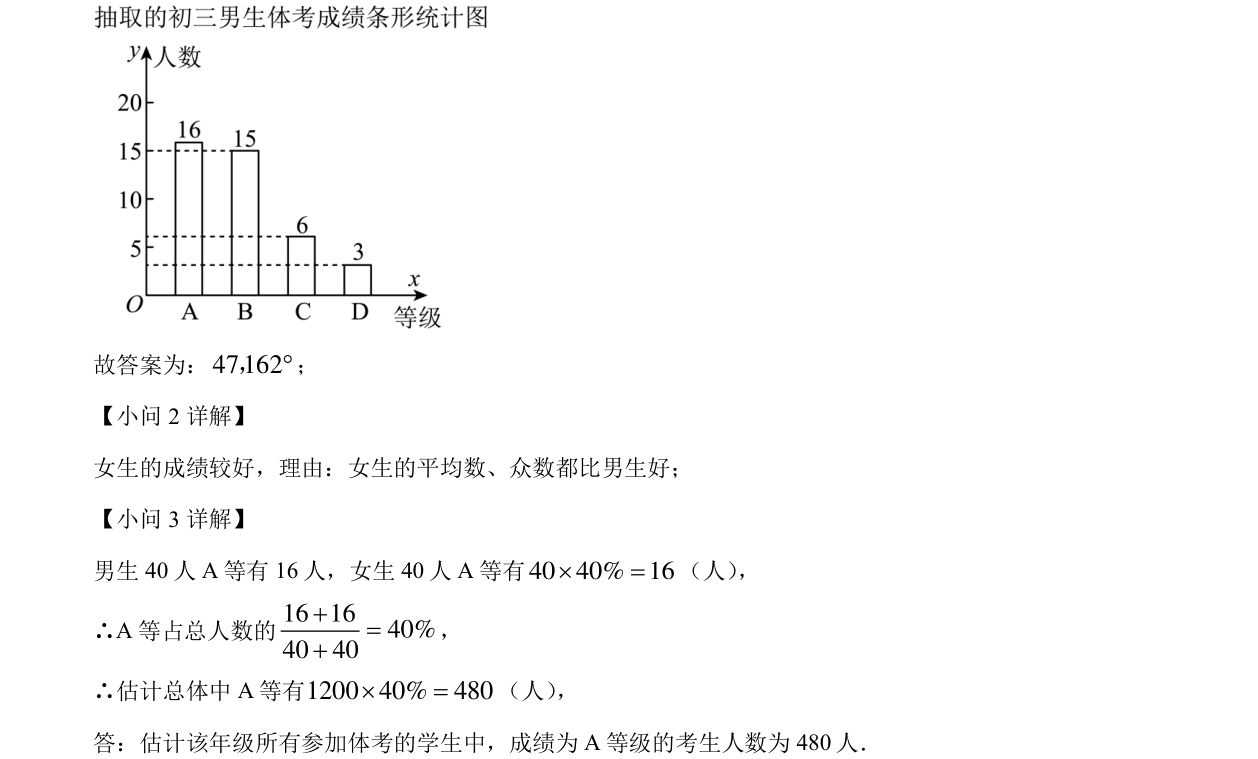 抽取的初三男生体考成绩条形统计图
y 人数
20
16
15
15
10
6
5
3
x
O A B C D 等级
故答案为：47,162°；
【小问 2 详解】
女生的成绩较好，理由：女生的平均数、众数都比男生好；
【小问 3 详解】
男生 40 人 A 等有 16 人，女生 40 人 A 等有 40×40% = 16（人），
∴A 等占总人数的 (16+16)/(40+40) = 40%，
∴估计总体中 A 等有1200×40% = 480（人），
答：估计该年级所有参加体考的学生中，成绩为 A 等级的考生人数为 480 人．